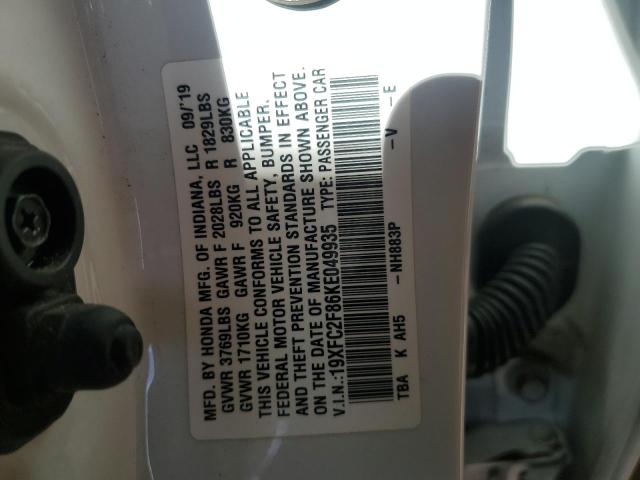 MFD. BY HONDA MFG. OF INDIANA, LLC 09/'19
GVWR 3769LBS GAWR F 2028LBS R 1829LBS
GVWR 1710KG GAWR F 920KG R 830KG
THIS VEHICLE CONFORMS TO ALL APPLICABLE
FEDERAL MOTOR VEHICLE SAFETY, BUMPER,
AND THEFT PREVENTION STANDARDS IN EFFECT
ON THE DATE OF MANUFACTURE SHOWN ABOVE.
V.I.N.:19XFC2F86KE049935 TYPE: PASSENGER CAR
TBA K AH5 -NH883P -V -E